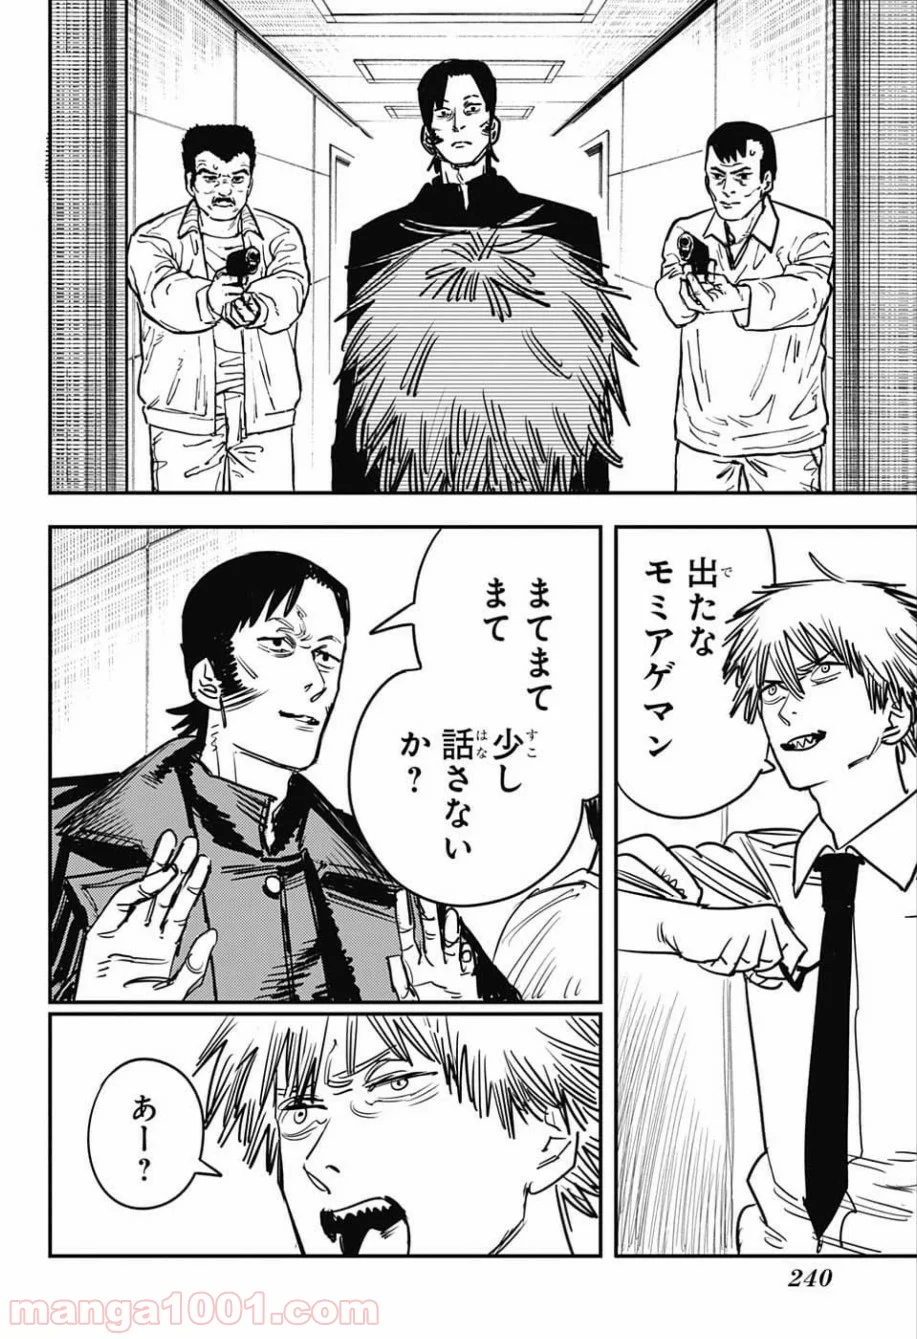 出たな
モミアゲマン
まてまて
まて
少し
話さない
か?
あー?
240
manga1001.com